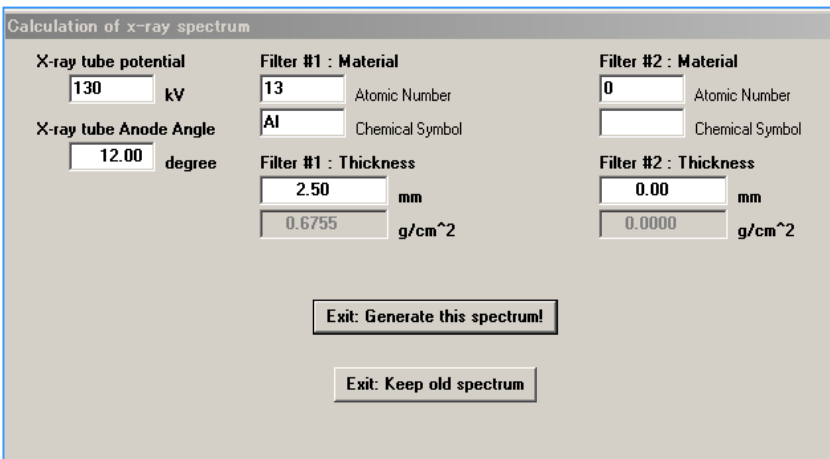 Calculation of x-ray spectrum
X-ray tube potential
130 kV
X-ray tube Anode Angle
12.00 degree
Filter #1 : Material
13 Atomic Number
Al Chemical Symbol
Filter #1 : Thickness
2.50 mm
0.6755 g/cm^2
Filter #2 : Material
0 Atomic Number
Chemical Symbol
Filter #2 : Thickness
0.00 mm
0.0000 g/cm^2
Exit: Generate this spectrum!
Exit: Keep old spectrum